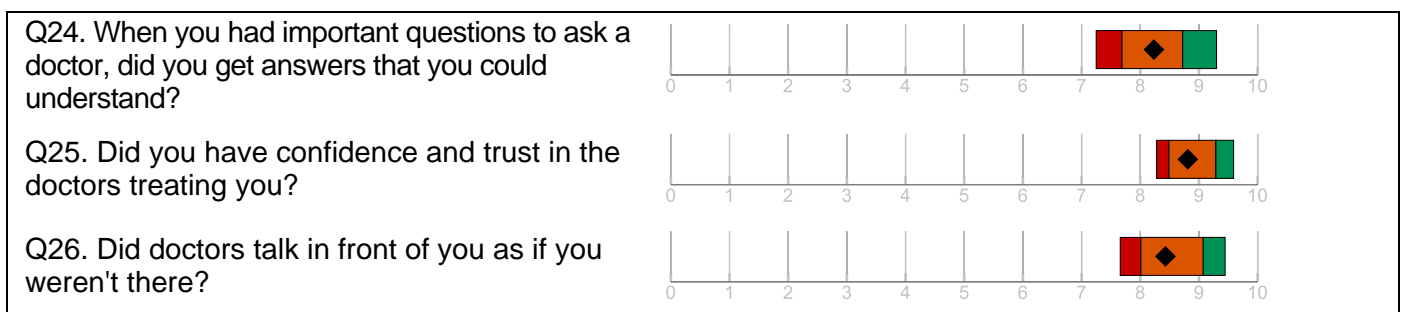 Q24. When you had important questions to ask a
doctor, did you get answers that you could
understand?
0 1 2 3 4 5 6 7 8 9 10
Q25. Did you have confidence and trust in the
doctors treating you?
0 1 2 3 4 5 6 7 8 9 10
Q26. Did doctors talk in front of you as if you
weren't there?
0 1 2 3 4 5 6 7 8 9 10